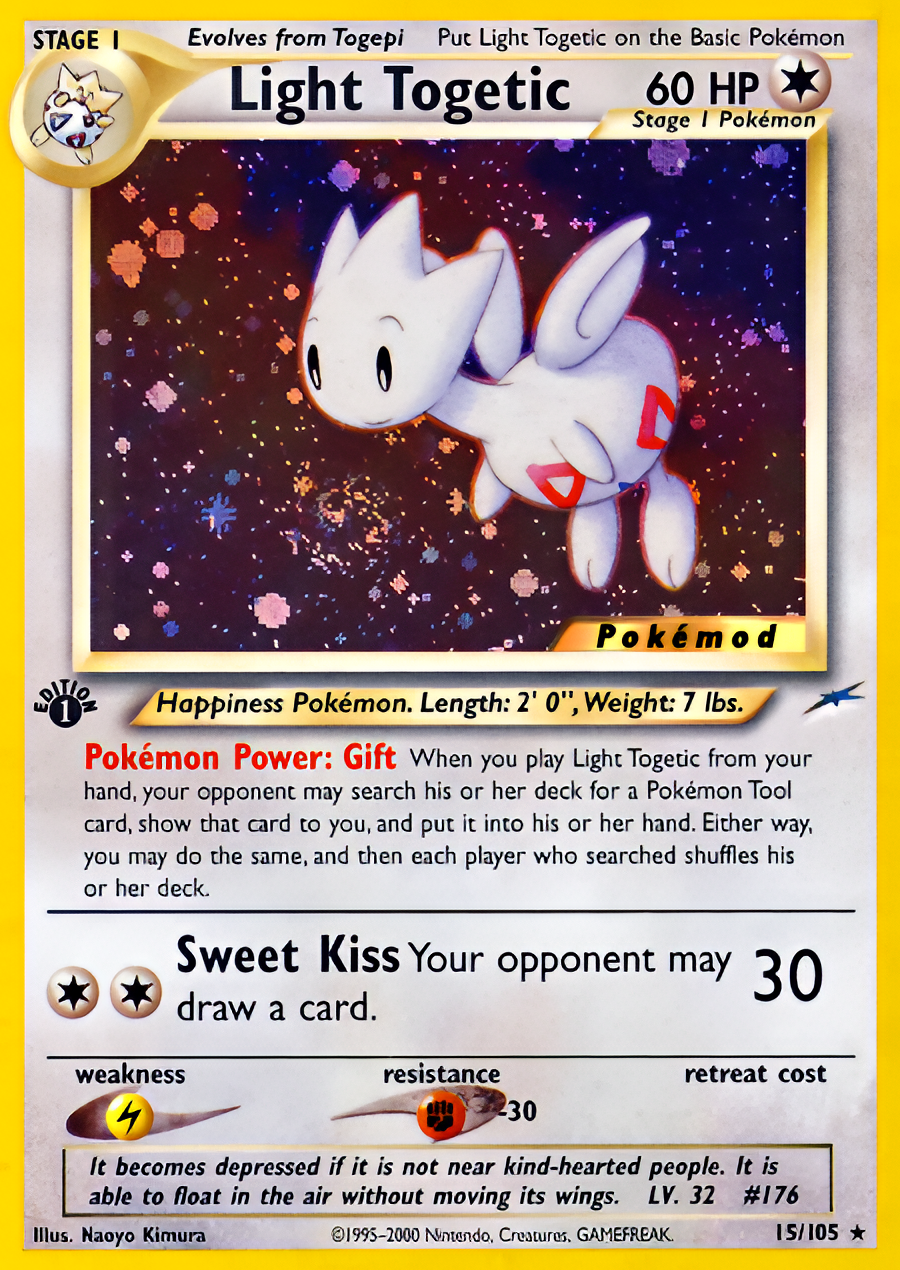 STAGE 1 Evolves from Togepi Put Light Togetic on the Basic Pokémon
Light Togetic 60 HP
Stage 1 Pokémon
Pokémod
EDITION
1
Happiness Pokémon. Length: 2' 0", Weight: 7 lbs.
Pokémon Power: Gift When you play Light Togetic from your
hand, your opponent may search his or her deck for a Pokémon Tool
card, show that card to you, and put it into his or her hand. Either way,
you may do the same, and then each player who searched shuffles his
or her deck.
Sweet Kiss Your opponent may 30
draw a card.
weakness resistance retreat cost
-30
It becomes depressed if it is not near kind-hearted people. It is
able to float in the air without moving its wings. LV. 32 #176
Illus. Naoyo Kimura ©1995-2000 Nintendo, Creatures, GAMEFREAK. 15/105 ★